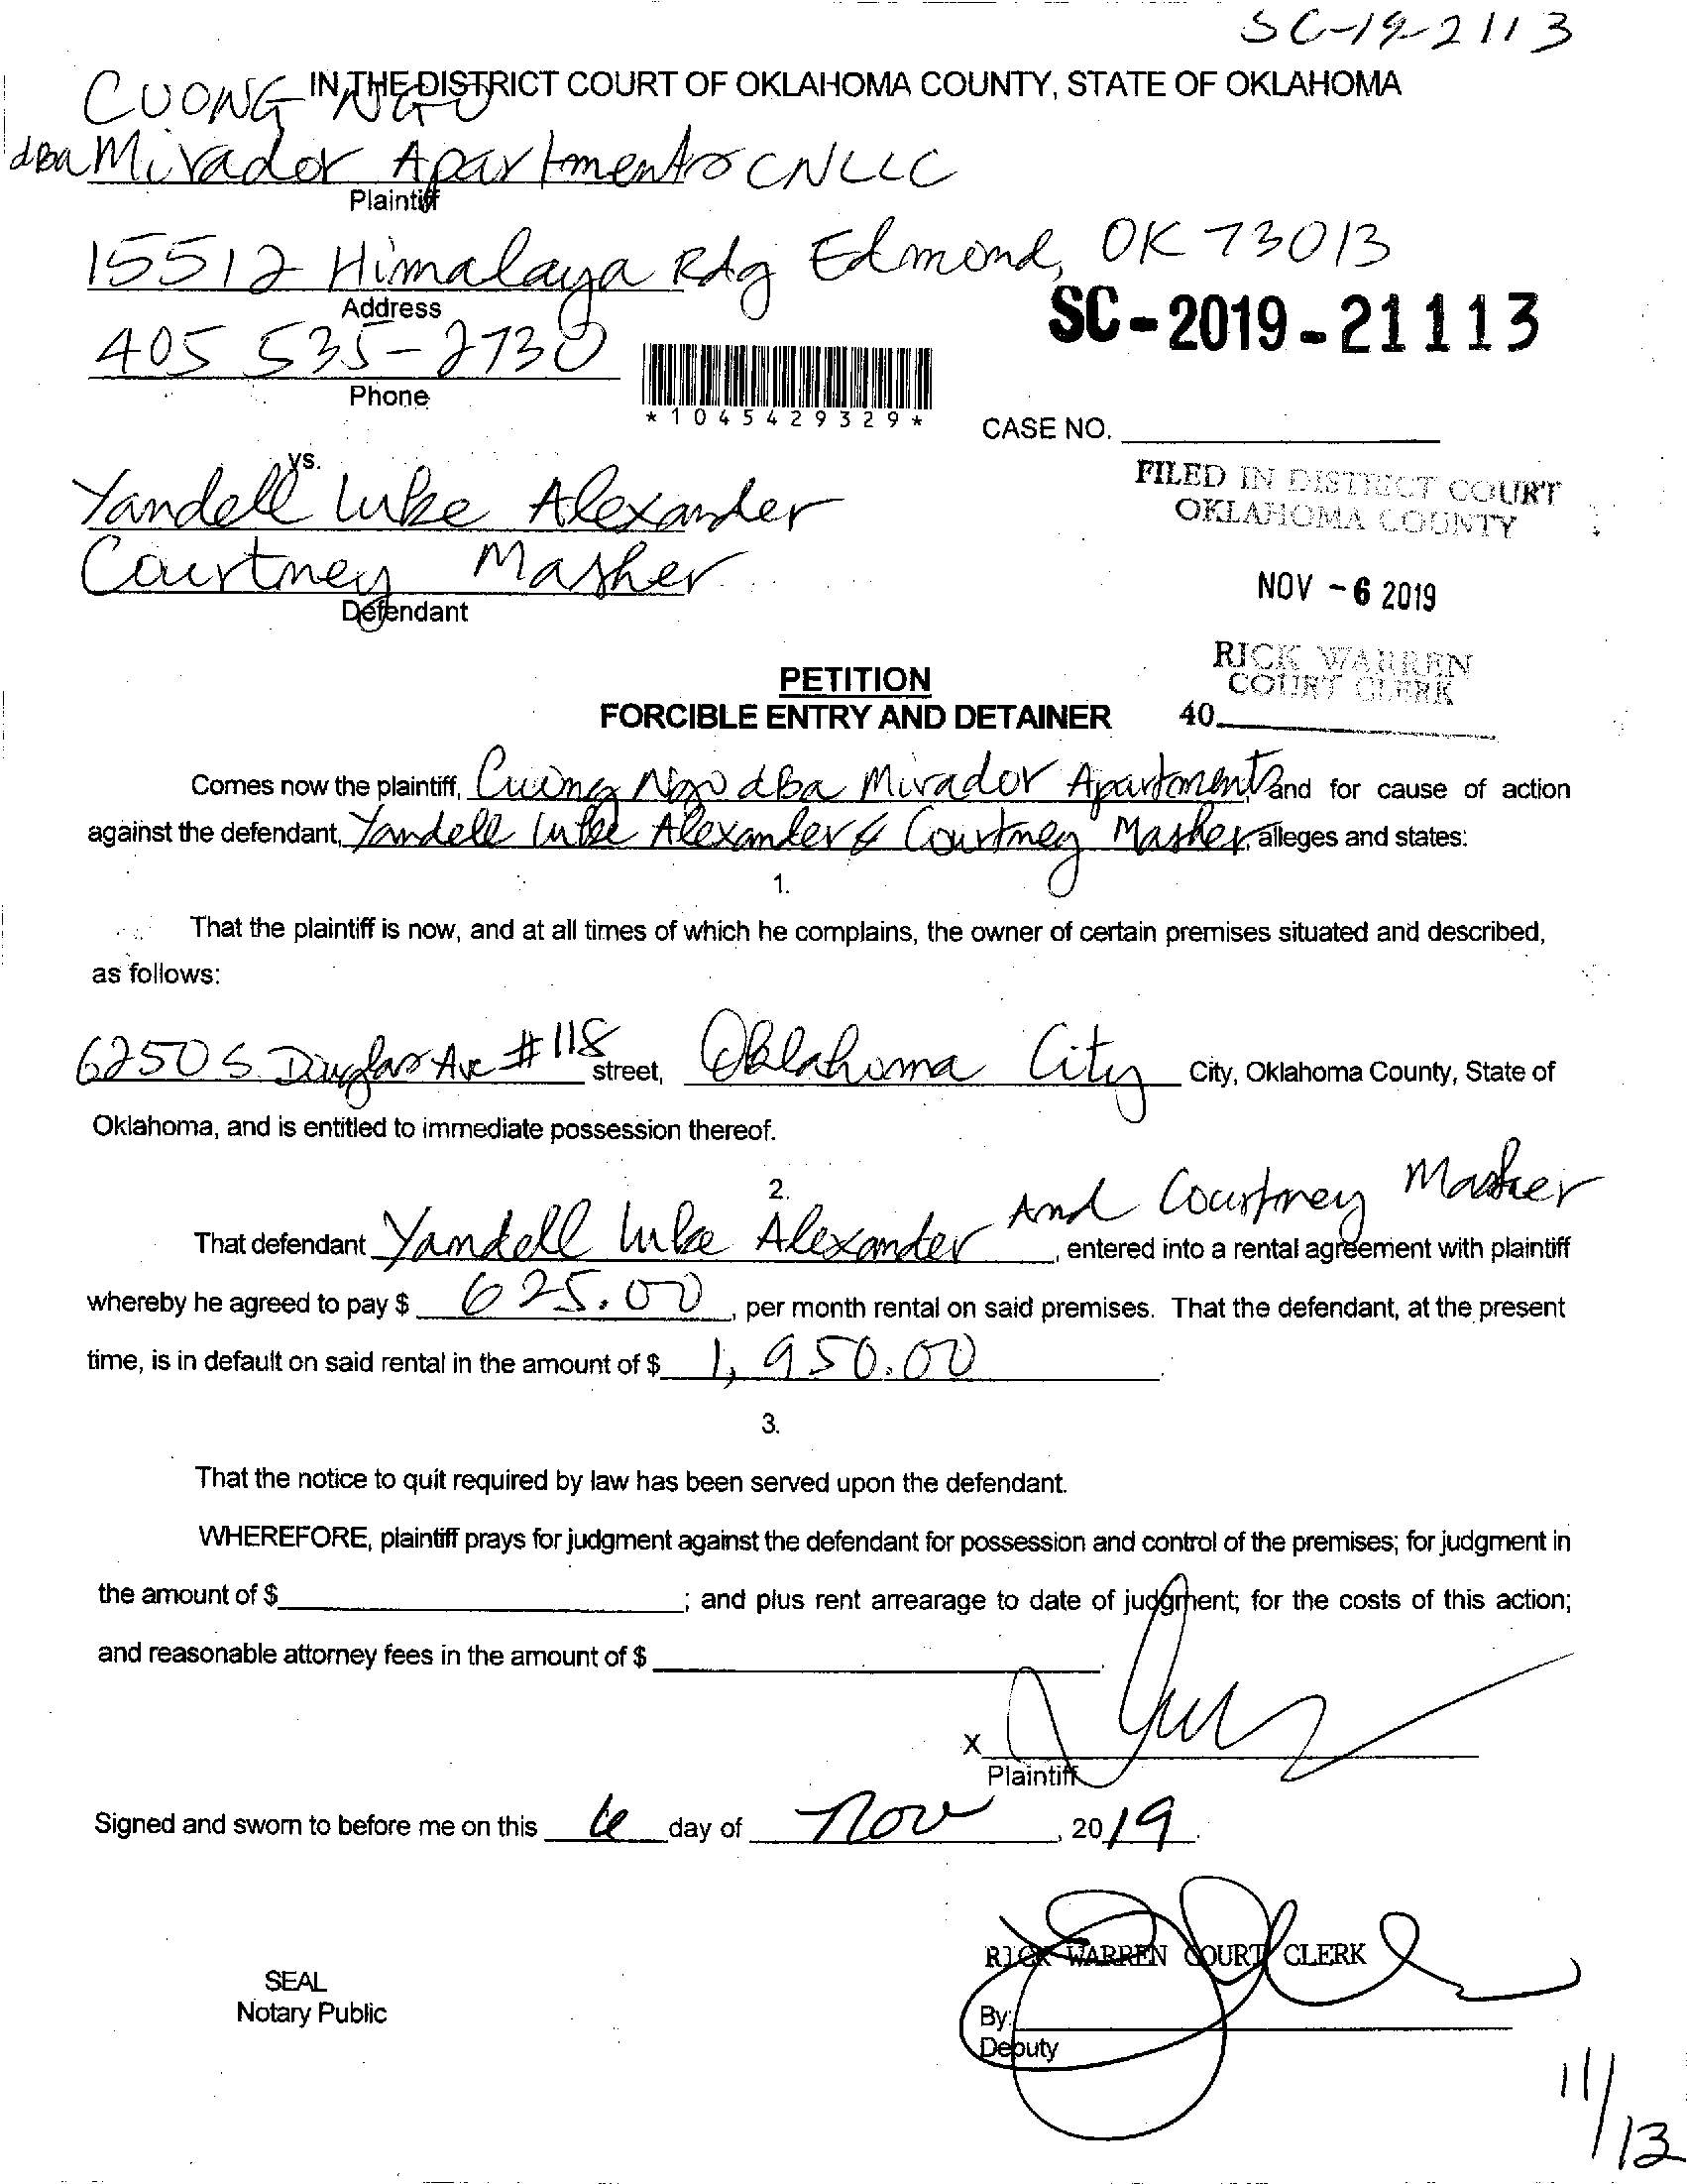 SC-19-2113
IN THE DISTRICT COURT OF OKLAHOMA COUNTY, STATE OF OKLAHOMA
CUONG NGO
dba Mirador Apartments CNLLC
Plaintiff
15512 Himalaya Rdg Edmond, OK 73013
Address
SC-2019-21113
405 535-2730
Phone
*1045429329*
CASE NO.
vs.
Yandell Luke Alexander
Courtney Masher
Defendant
FILED IN DISTRICT COURT
OKLAHOMA COUNTY
NOV -6 2019
RICK WARREN
COURT CLERK
40
PETITION
FORCIBLE ENTRY AND DETAINER
Comes now the plaintiff, Cuong Ngo dba Mirador Apartment and for cause of action
against the defendant, Yandell Luke Alexander & Courtney Masher, alleges and states:
1.
That the plaintiff is now, and at all times of which he complains, the owner of certain premises situated and described,
as follows:
6250 S. Douglas Ave #118 street, Oklahoma City City, Oklahoma County, State of
Oklahoma, and is entitled to immediate possession thereof.
2.
That defendant Yandell Luke Alexander And Courtney Masher, entered into a rental agreement with plaintiff
whereby he agreed to pay $ 625.00, per month rental on said premises. That the defendant, at the present
time, is in default on said rental in the amount of $ 1,950.00.
3.
That the notice to quit required by law has been served upon the defendant.
WHEREFORE, plaintiff prays for judgment against the defendant for possession and control of the premises; for judgment in
the amount of $ ; and plus rent arrearage to date of judgment; for the costs of this action;
and reasonable attorney fees in the amount of $ .
X
Plaintiff
Signed and sworn to before me on this 6 day of Nov, 2019.
RICK WARREN COURT CLERK
SEAL
Notary Public
By:
Deputy
11/13